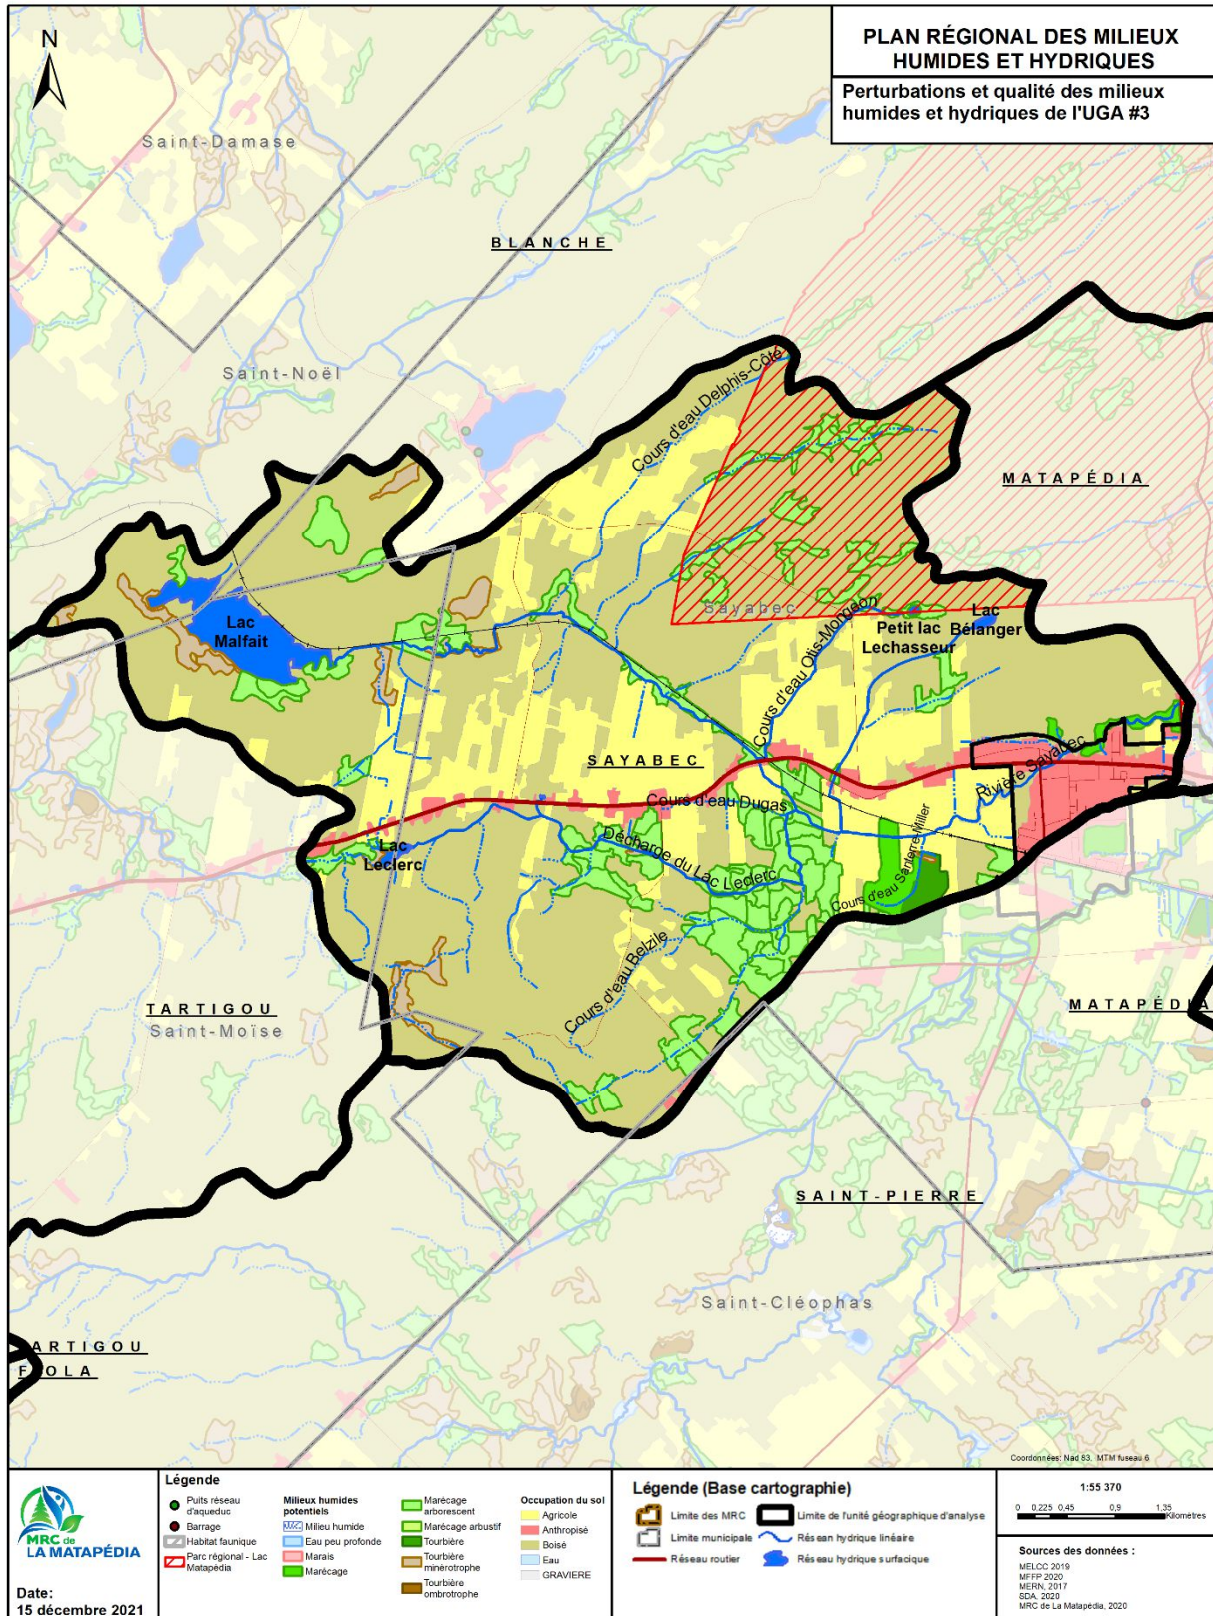 PLAN RÉGIONAL DES MILIEUX
HUMIDES ET HYDRIQUES
Perturbations et qualité des milieux
humides et hydriques de l'UGA #3
N
Saint-Damase
BLANCHE
Saint-Noël
Cours d'eau Delphis-Côté
MATAPÉDIA
Sayabec
Lac
Malfait
Petit lac
Lechasseur
Lac
Bélanger
Cours d'eau Otis-Morgaon
SAYABEC
Rivière Sayabec
Cours d'eau Dugas
Lac
Leclerc
Décharge du Lac Leclerc
Cours d'eau Santerre-Miller
Cours d'eau Belzile
TARTIGOU
Saint-Moïse
MATAPÉDIA
SAINT-PIERRE
Saint-Cléophas
ARTIGOU
F OLA
Coordonnées: Nad 83, MTM fuseau 6
MRC de
LA MATAPÉDIA
Date:
15 décembre 2021
Légende
Puits réseau
d'aqueduc
Barrage
Habitat faunique
Parc régional - Lac
Matapédia
Milieux humides
potentiels
Milieu humide
Eau peu profonde
Marais
Marécage
Marécage
arborescent
Marécage arbustif
Tourbière
Tourbière
minérotrophe
Tourbière
ombrotrophe
Occupation du sol
Agricole
Anthropisé
Boisé
Eau
GRAVIERE
Légende (Base cartographie)
Limite des MRC
Limite municipale
Réseau routier
Limite de l'unité géographique d'analyse
Réseau hydrique linéaire
Réseau hydrique surfacique
1:55 370
0 0,225 0,45 0,9 1,35
Kilomètres
Sources des données :
MELCC 2019
MFFP 2020
MERN, 2017
SDA, 2020
MRC de La Matapédia, 2020